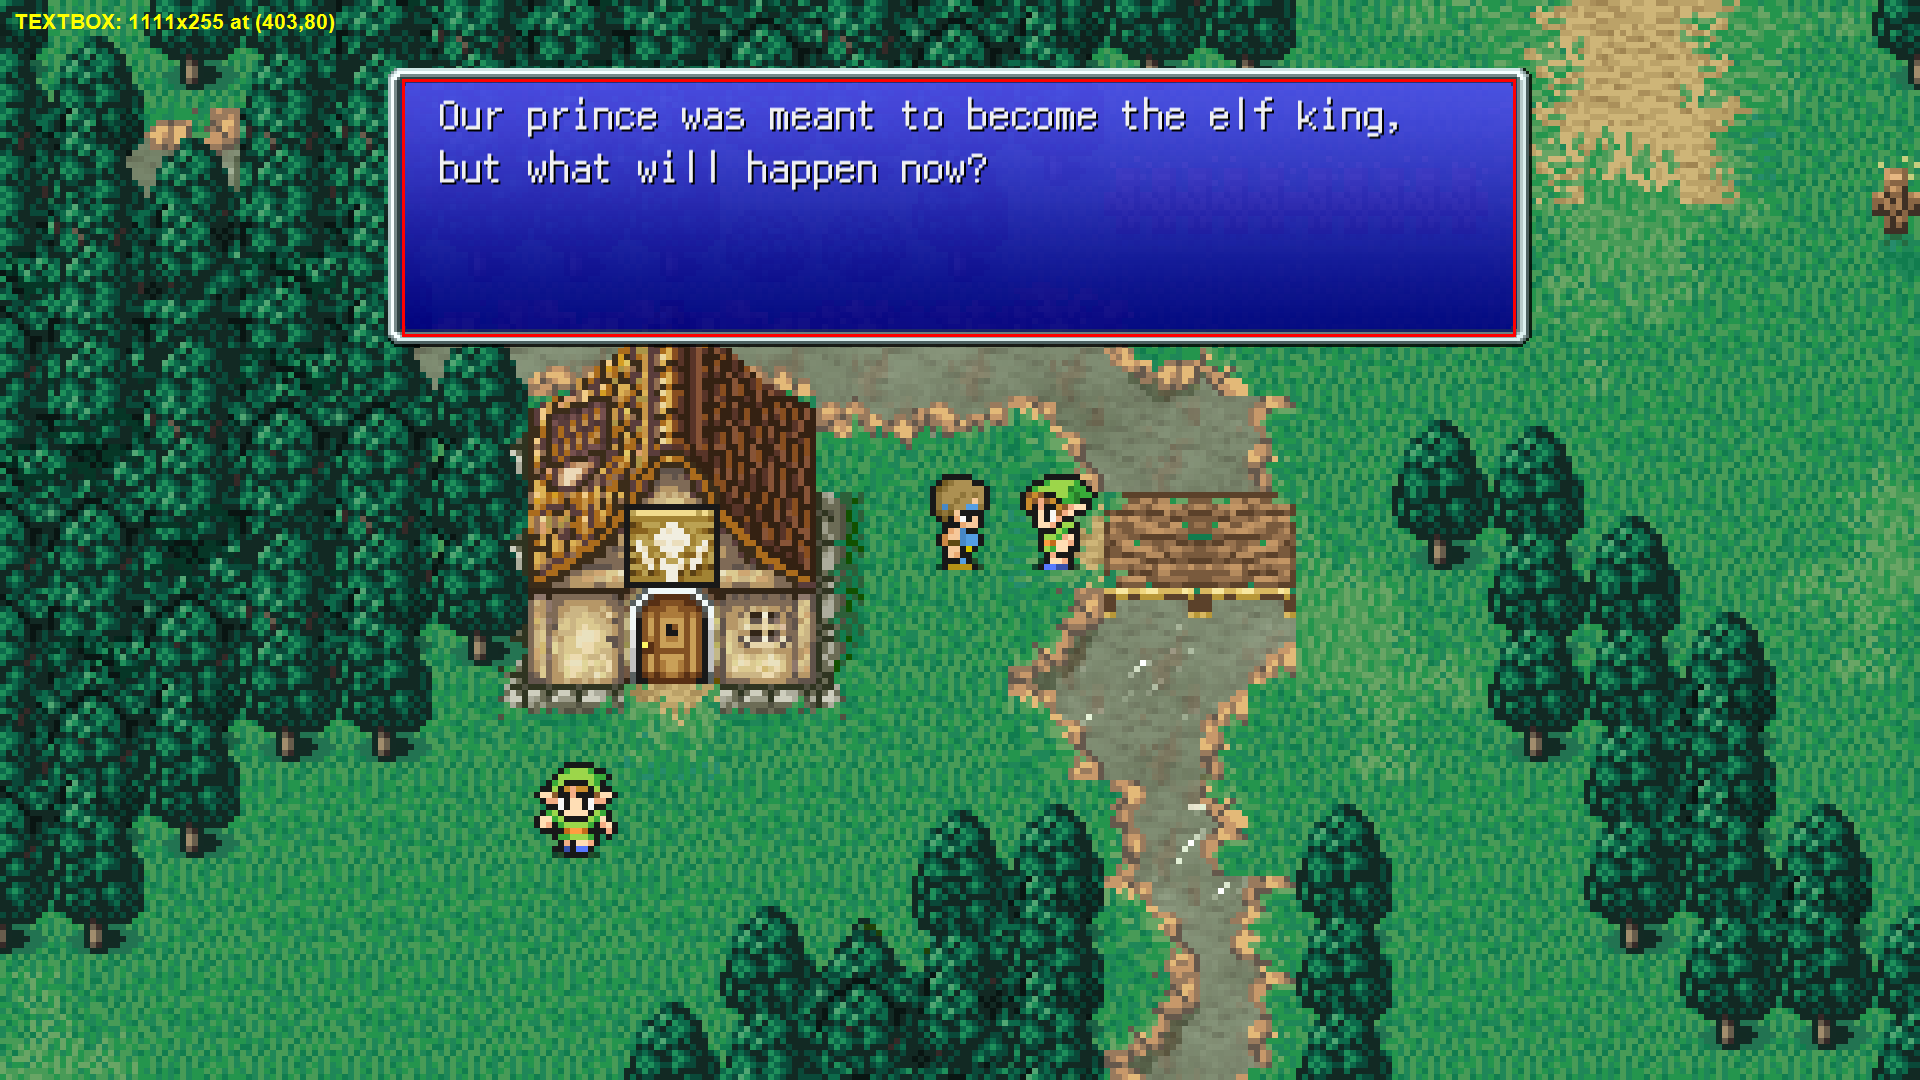 TEXTBOX: 1111x255 at (403,80)
Our prince was meant to become the elf king,
but what will happen now?